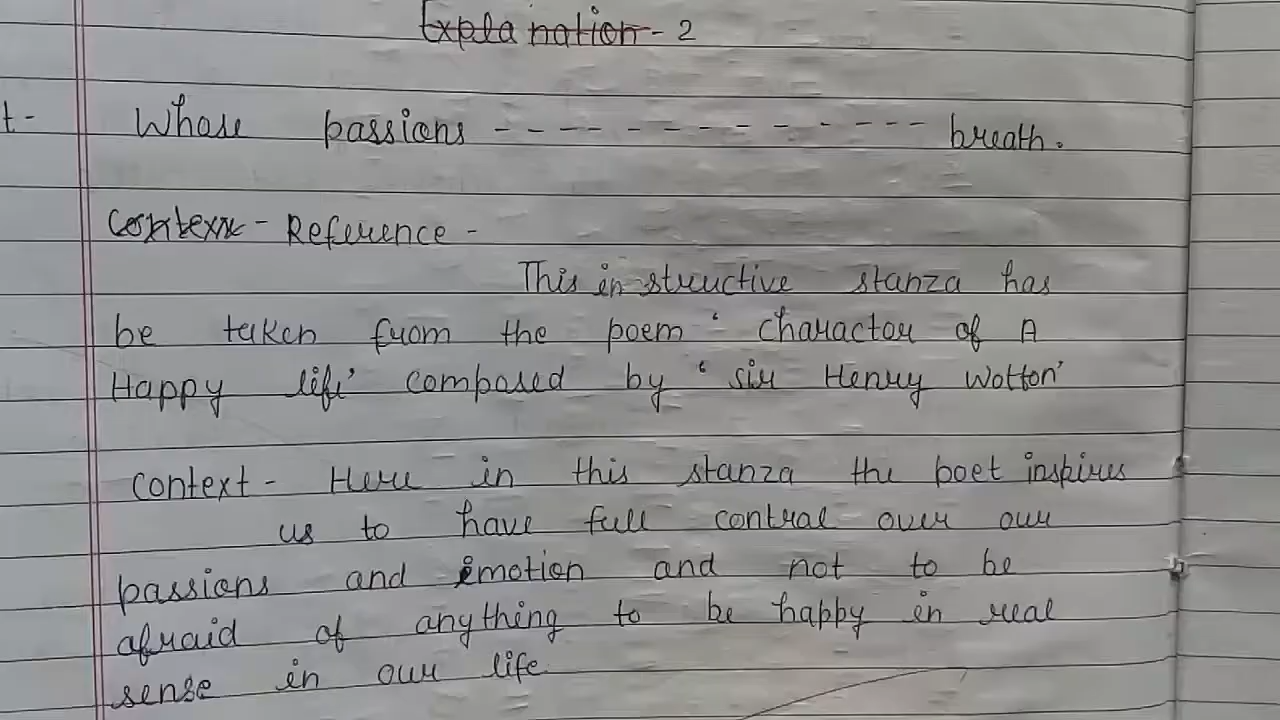 Explanation - 2
t - Whose passions - - - - - - - - - - - - - breath.
Context - Reference -
This instructive stanza has
be taken from the poem ' charactor of A
Happy life' composed by ' sir Henry Wotton'
Context - Here in this stanza the poet inspires
us to have full control over our
passions and emotion and not to be
afraid of anything to be happy in real
sense in our life